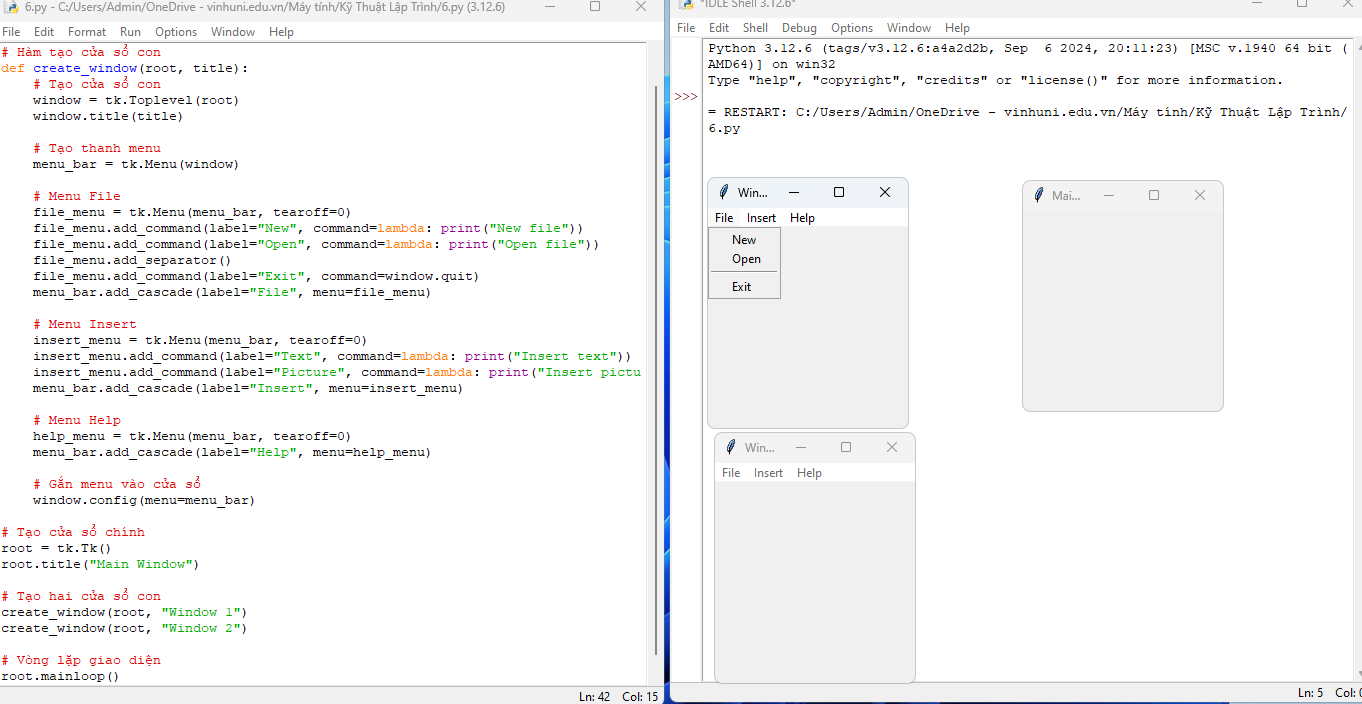 6.py - C:/Users/Admin/OneDrive - vinhuni.edu.vn/Máy tính/Kỹ Thuật Lập Trình/6.py (3.12.6)
File Edit Format Run Options Window Help
# Hàm tạo cửa sổ con
def create_window(root, title):
    # Tạo cửa sổ con
    window = tk.Toplevel(root)
    window.title(title)

    # Tạo thanh menu
    menu_bar = tk.Menu(window)

    # Menu File
    file_menu = tk.Menu(menu_bar, tearoff=0)
    file_menu.add_command(label="New", command=lambda: print("New file"))
    file_menu.add_command(label="Open", command=lambda: print("Open file"))
    file_menu.add_separator()
    file_menu.add_command(label="Exit", command=window.quit)
    menu_bar.add_cascade(label="File", menu=file_menu)

    # Menu Insert
    insert_menu = tk.Menu(menu_bar, tearoff=0)
    insert_menu.add_command(label="Text", command=lambda: print("Insert text"))
    insert_menu.add_command(label="Picture", command=lambda: print("Insert pictu
    menu_bar.add_cascade(label="Insert", menu=insert_menu)

    # Menu Help
    help_menu = tk.Menu(menu_bar, tearoff=0)
    menu_bar.add_cascade(label="Help", menu=help_menu)

    # Gắn menu vào cửa sổ
    window.config(menu=menu_bar)

# Tạo cửa sổ chính
root = tk.Tk()
root.title("Main Window")

# Tạo hai cửa sổ con
create_window(root, "Window 1")
create_window(root, "Window 2")

# Vòng lặp giao diện
root.mainloop()
Ln: 42 Col: 15
*IDLE Shell 3.12.6*
File Edit Shell Debug Options Window Help
Python 3.12.6 (tags/v3.12.6:a4a2d2b, Sep  6 2024, 20:11:23) [MSC v.1940 64 bit (
AMD64)] on win32
Type "help", "copyright", "credits" or "license()" for more information.
>>>
= RESTART: C:/Users/Admin/OneDrive - vinhuni.edu.vn/Máy tính/Kỹ Thuật Lập Trình/
6.py
Win...
File Insert Help
New
Open
Exit
Mai...
Win...
File Insert Help
Ln: 5 Col: